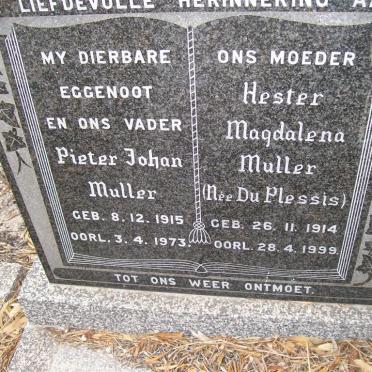 LIEFDEVOLLE HERINNERING
MY DIERBARE
EGGENOOT
EN ONS VADER
Pieter Johan
Muller
GEB. 8. 12. 1915
OORL. 3. 4. 1973.
ONS MOEDER
Hester
Magdalena
Muller
(Née Du Plessis)
GEB. 26. 11. 1914
OORL. 28. 4. 1999.
TOT ONS WEER ONTMOET.